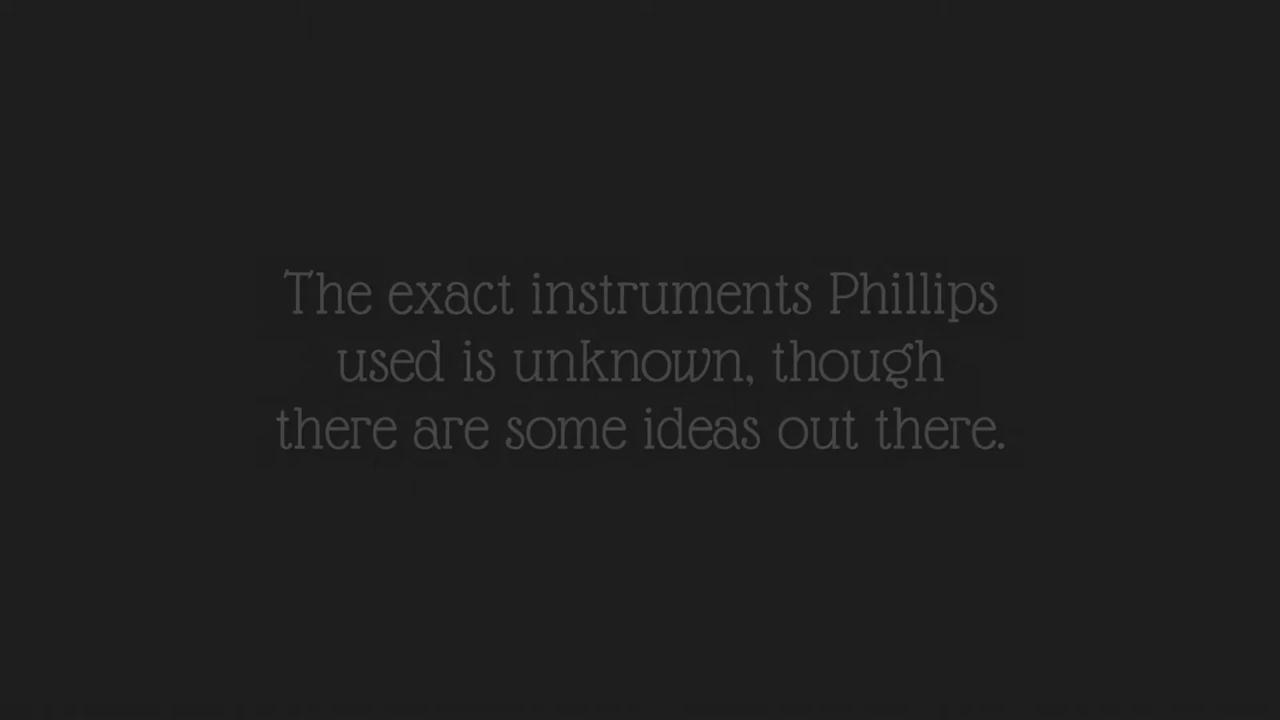 The exact instruments Phillips
used is unknown, though
there are some ideas out there.